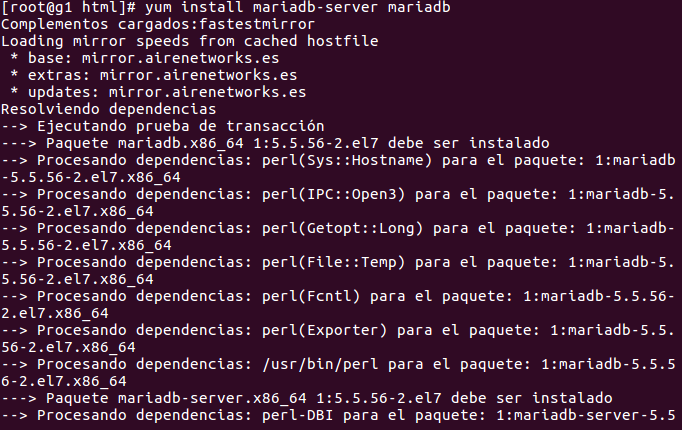 [root@g1 html]# yum install mariadb-server mariadb
Complementos cargados:fastestmirror
Loading mirror speeds from cached hostfile
 * base: mirror.airenetworks.es
 * extras: mirror.airenetworks.es
 * updates: mirror.airenetworks.es
Resolviendo dependencias
--> Ejecutando prueba de transacción
---> Paquete mariadb.x86_64 1:5.5.56-2.el7 debe ser instalado
--> Procesando dependencias: perl(Sys::Hostname) para el paquete: 1:mariadb
-5.5.56-2.el7.x86_64
--> Procesando dependencias: perl(IPC::Open3) para el paquete: 1:mariadb-5.
5.56-2.el7.x86_64
--> Procesando dependencias: perl(Getopt::Long) para el paquete: 1:mariadb-
5.5.56-2.el7.x86_64
--> Procesando dependencias: perl(File::Temp) para el paquete: 1:mariadb-5.
5.56-2.el7.x86_64
--> Procesando dependencias: perl(Fcntl) para el paquete: 1:mariadb-5.5.56-
2.el7.x86_64
--> Procesando dependencias: perl(Exporter) para el paquete: 1:mariadb-5.5.
56-2.el7.x86_64
--> Procesando dependencias: /usr/bin/perl para el paquete: 1:mariadb-5.5.5
6-2.el7.x86_64
---> Paquete mariadb-server.x86_64 1:5.5.56-2.el7 debe ser instalado
--> Procesando dependencias: perl-DBI para el paquete: 1:mariadb-server-5.5